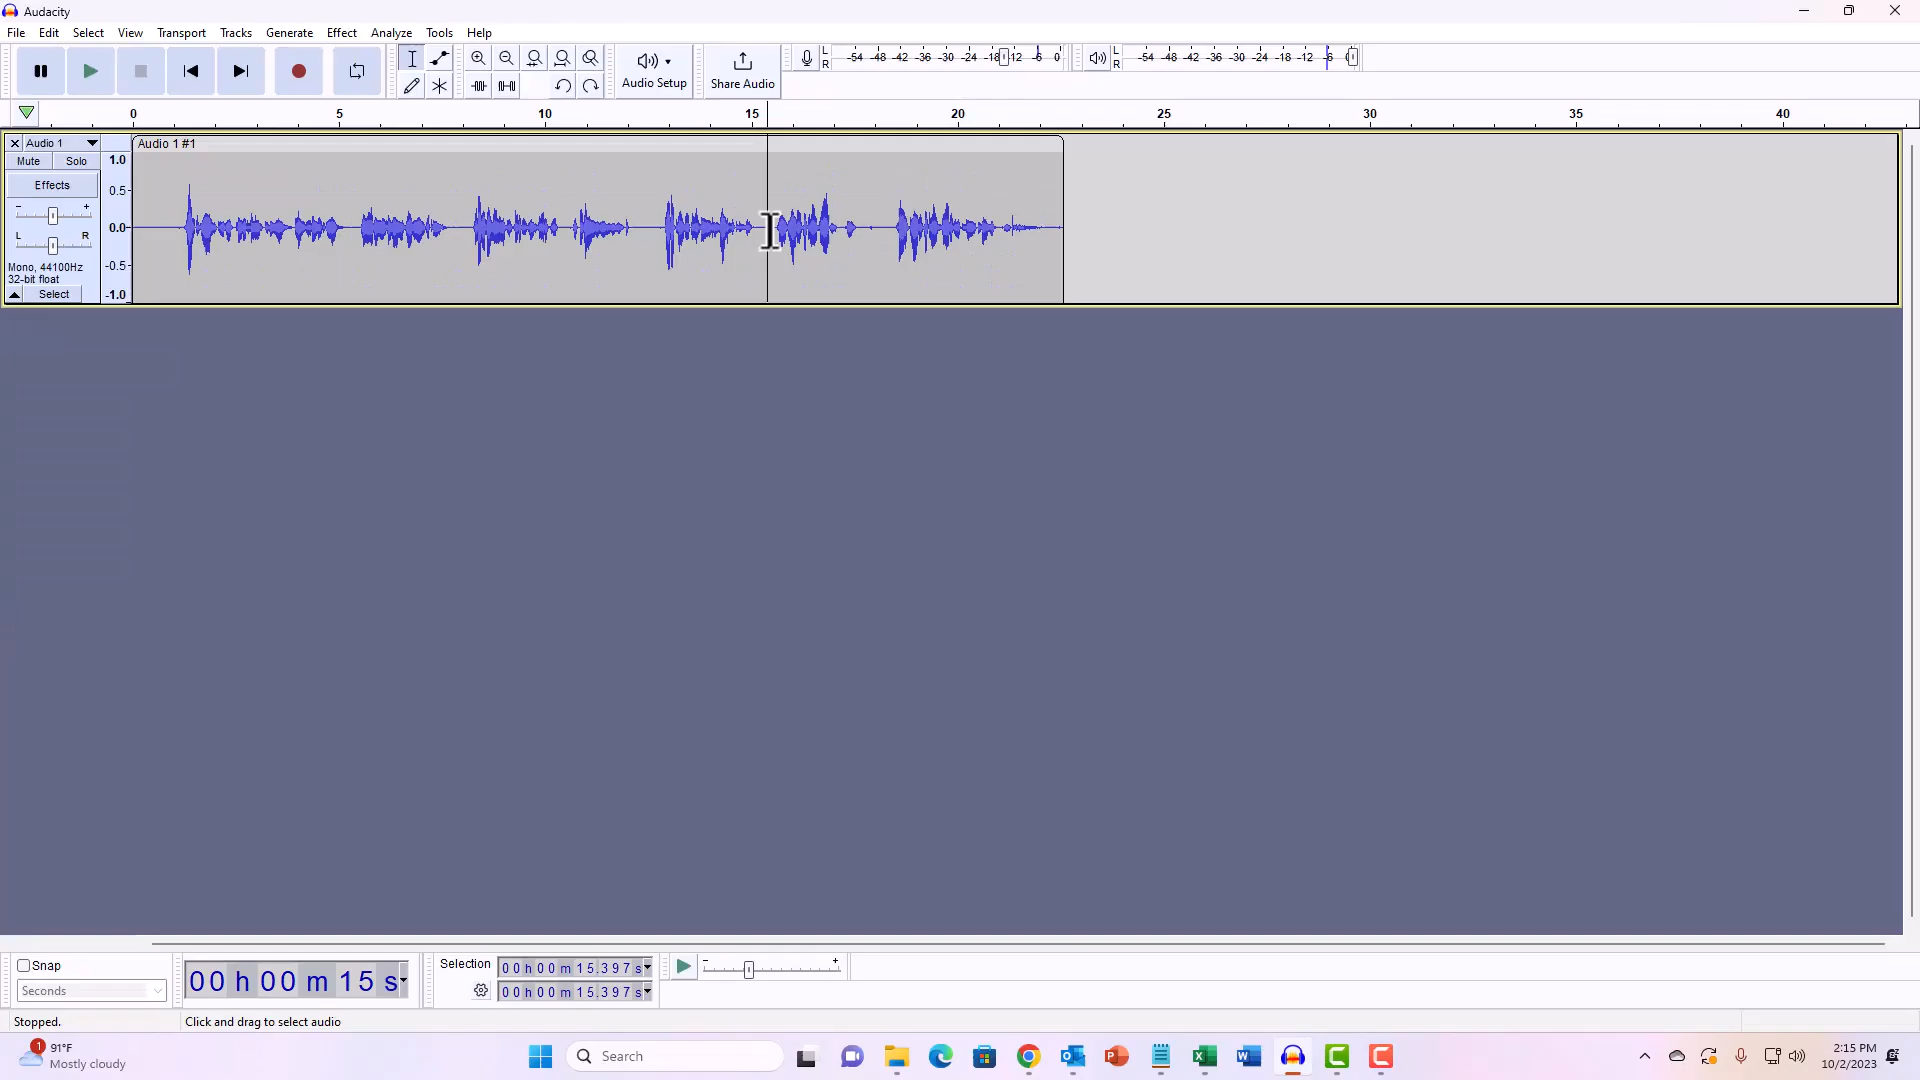 Audacity
File Edit Select View Transport Tracks Generate Effect Analyze Tools Help
Audio Setup
Share Audio
L -54 -48 -42 -36 -30 -24 -18 -12 -6 0
R
L -54 -48 -42 -36 -30 -24 -18 -12 -6
R
0 5 10 15 20 25 30 35 40
Audio 1
Audio 1 #1
Mute Solo
Effects
- +
L R
Mono, 44100Hz
32-bit float
Select
1.0
0.5
0.0
-0.5
-1.0
Snap
Seconds
00 h 00 m 15 s
Selection
00 h 00 m 15.397 s
00 h 00 m 15.397 s
- +
Stopped.
Click and drag to select audio
1
91°F
Mostly cloudy
Search
2:15 PM
10/2/2023